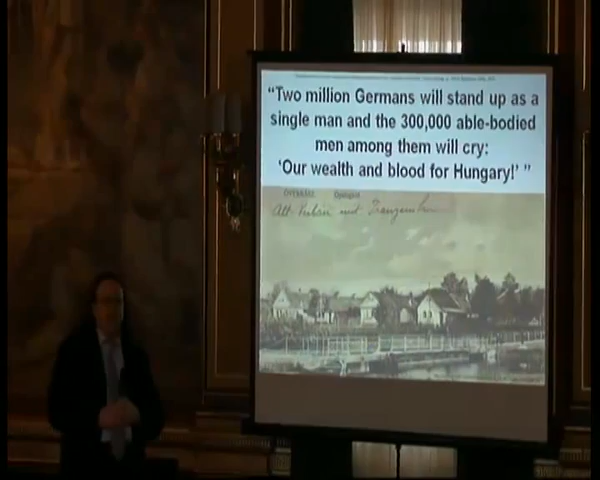 “Two million Germans will stand up as a
single man and the 300,000 able-bodied
men among them will cry:
‘Our wealth and blood for Hungary!’ ”
Alt